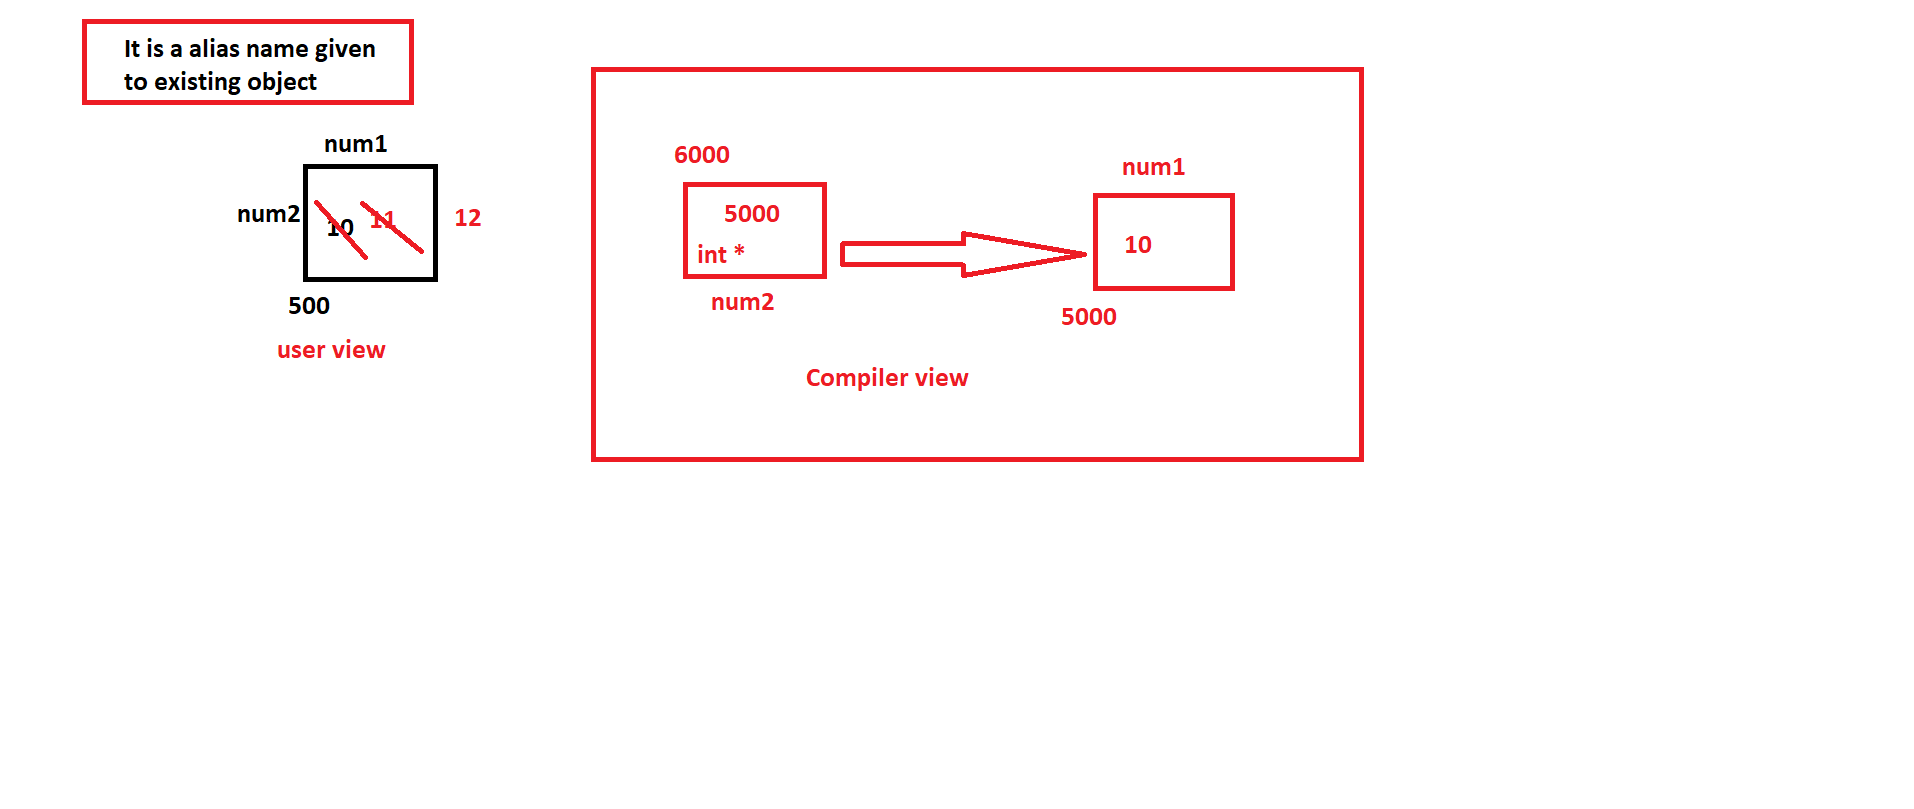 It is a alias name given
to existing object
num1
num2
10
11
12
500
user view
6000
5000
int *
num2
num1
10
5000
Compiler view